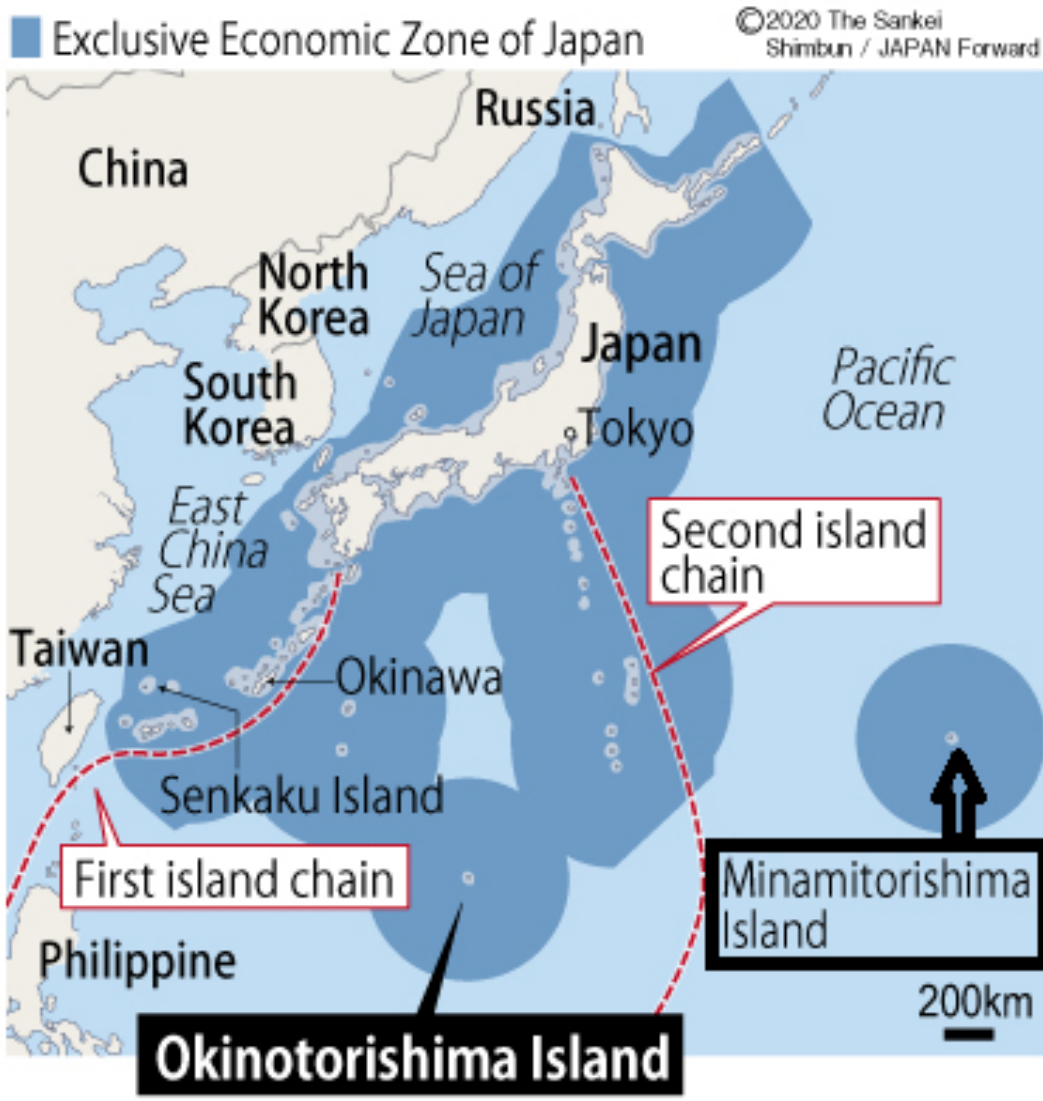 Exclusive Economic Zone of Japan
©2020 The Sankei
Shimbun / JAPAN Forward
Russia
China
North
Korea
Sea of
Japan
South
Korea
Japan
Pacific
Ocean
Tokyo
East
China
Sea
Second island
chain
Taiwan
Okinawa
Senkaku Island
First island chain
Minamitorishima
Island
Philippine
200km
Okinotorishima Island